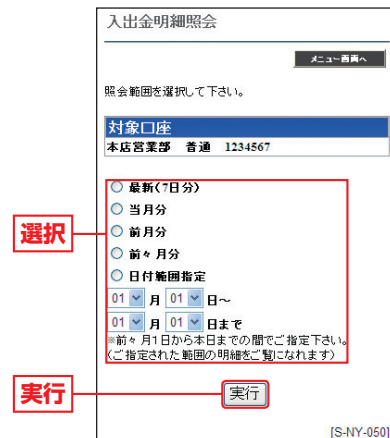 入出金明細照会
メニュー画面へ
照会範囲を選択して下さい。
対象口座
本店営業部 普通 1234567
最新(7日分)
当月分
選択
前月分
前々月分
日付範囲指定
01 月 01 日～
01 月 01 日まで
※前々月1日から本日までの間でご指定下さい。
(ご指定された範囲の明細をご覧になれます)
実行
実行
[S-NY-050]